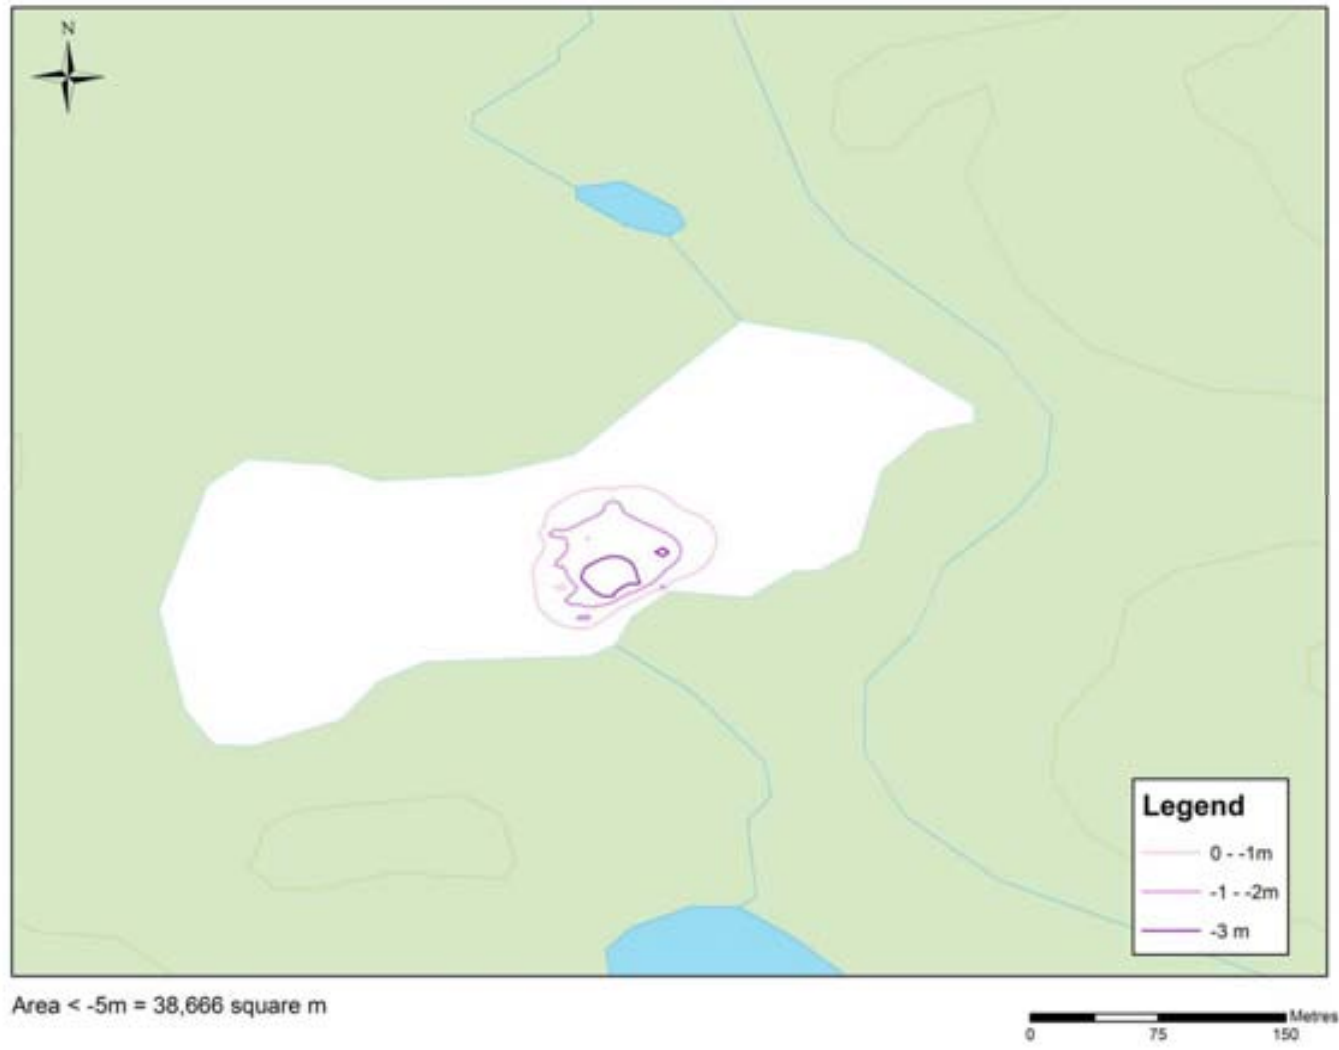 N
Legend
0 - -1m
-1 - -2m
-3 m
Area < -5m = 38,666 square m
Metres
0 75 150